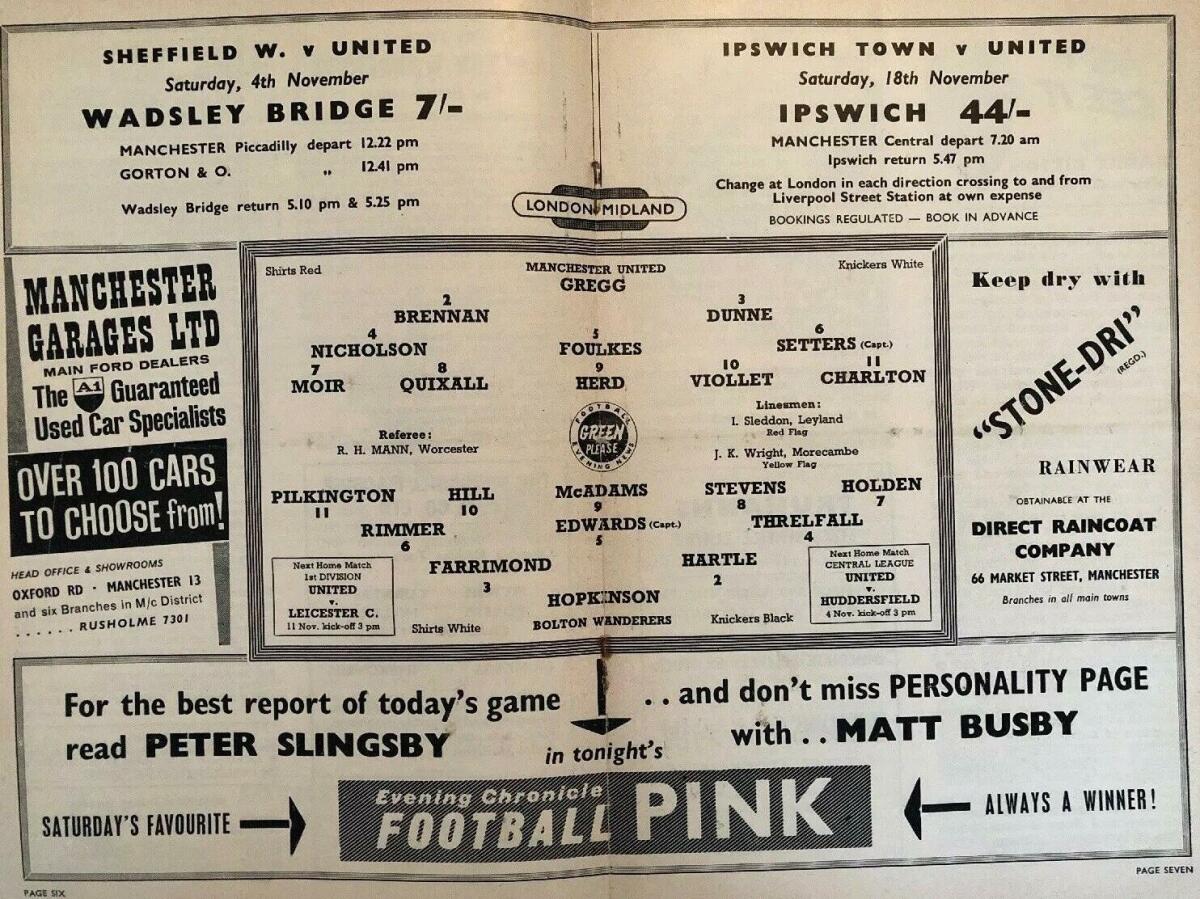 SHEFFIELD W. v UNITED
Saturday, 4th November
WADSLEY BRIDGE 7/-
MANCHESTER Piccadilly depart 12.22 pm
GORTON & O. „ 12.41 pm
Wadsley Bridge return 5.10 pm & 5.25 pm
IPSWICH TOWN v UNITED
Saturday, 18th November
IPSWICH 44/-
MANCHESTER Central depart 7.20 am
Ipswich return 5.47 pm
Change at London in each direction crossing to and from
Liverpool Street Station at own expense
BOOKINGS REGULATED — BOOK IN ADVANCE
LONDON MIDLAND
MANCHESTER
GARAGES LTD
MAIN FORD DEALERS
The A1 Guaranteed
Used Car Specialists
OVER 100 CARS
TO CHOOSE from!
HEAD OFFICE & SHOWROOMS
OXFORD RD - MANCHESTER 13
and six Branches in M/c District
...... RUSHOLME 7301
Shirts Red
MANCHESTER UNITED
Knickers White
GREGG
2 3
BRENNAN DUNNE
4 5 6
NICHOLSON FOULKES SETTERS (Capt.)
7 8 9 10 11
MOIR QUIXALL HERD VIOLLET CHARLTON
Referee:
R. H. MANN, Worcester
FOOTBALL
GREEN
PLEASE
EVENING NEWS
Linesmen:
I. Sleddon, Leyland
Red Flag
J. K. Wright, Morecambe
Yellow Flag
PILKINGTON HILL McADAMS STEVENS HOLDEN
11 10 9 8 7
RIMMER EDWARDS (Capt.) THRELFALL
6 5 4
FARRIMOND HARTLE
3 2
HOPKINSON
BOLTON WANDERERS
Next Home Match
1st DIVISION
UNITED
v.
LEICESTER C.
11 Nov. kick-off 3 pm
Shirts White
Knickers Black
Next Home Match
CENTRAL LEAGUE
UNITED
v.
HUDDERSFIELD
4 Nov. kick-off 3 pm
Keep dry with
"STONE-DRI"
(REGD.)
RAINWEAR
OBTAINABLE AT THE
DIRECT RAINCOAT
COMPANY
66 MARKET STREET, MANCHESTER
Branches in all main towns
For the best report of today's game
read PETER SLINGSBY
in tonight's
..and don't miss PERSONALITY PAGE
with.. MATT BUSBY
SATURDAY'S FAVOURITE
Evening Chronicle
FOOTBALL PINK
ALWAYS A WINNER!
PAGE SIX
PAGE SEVEN